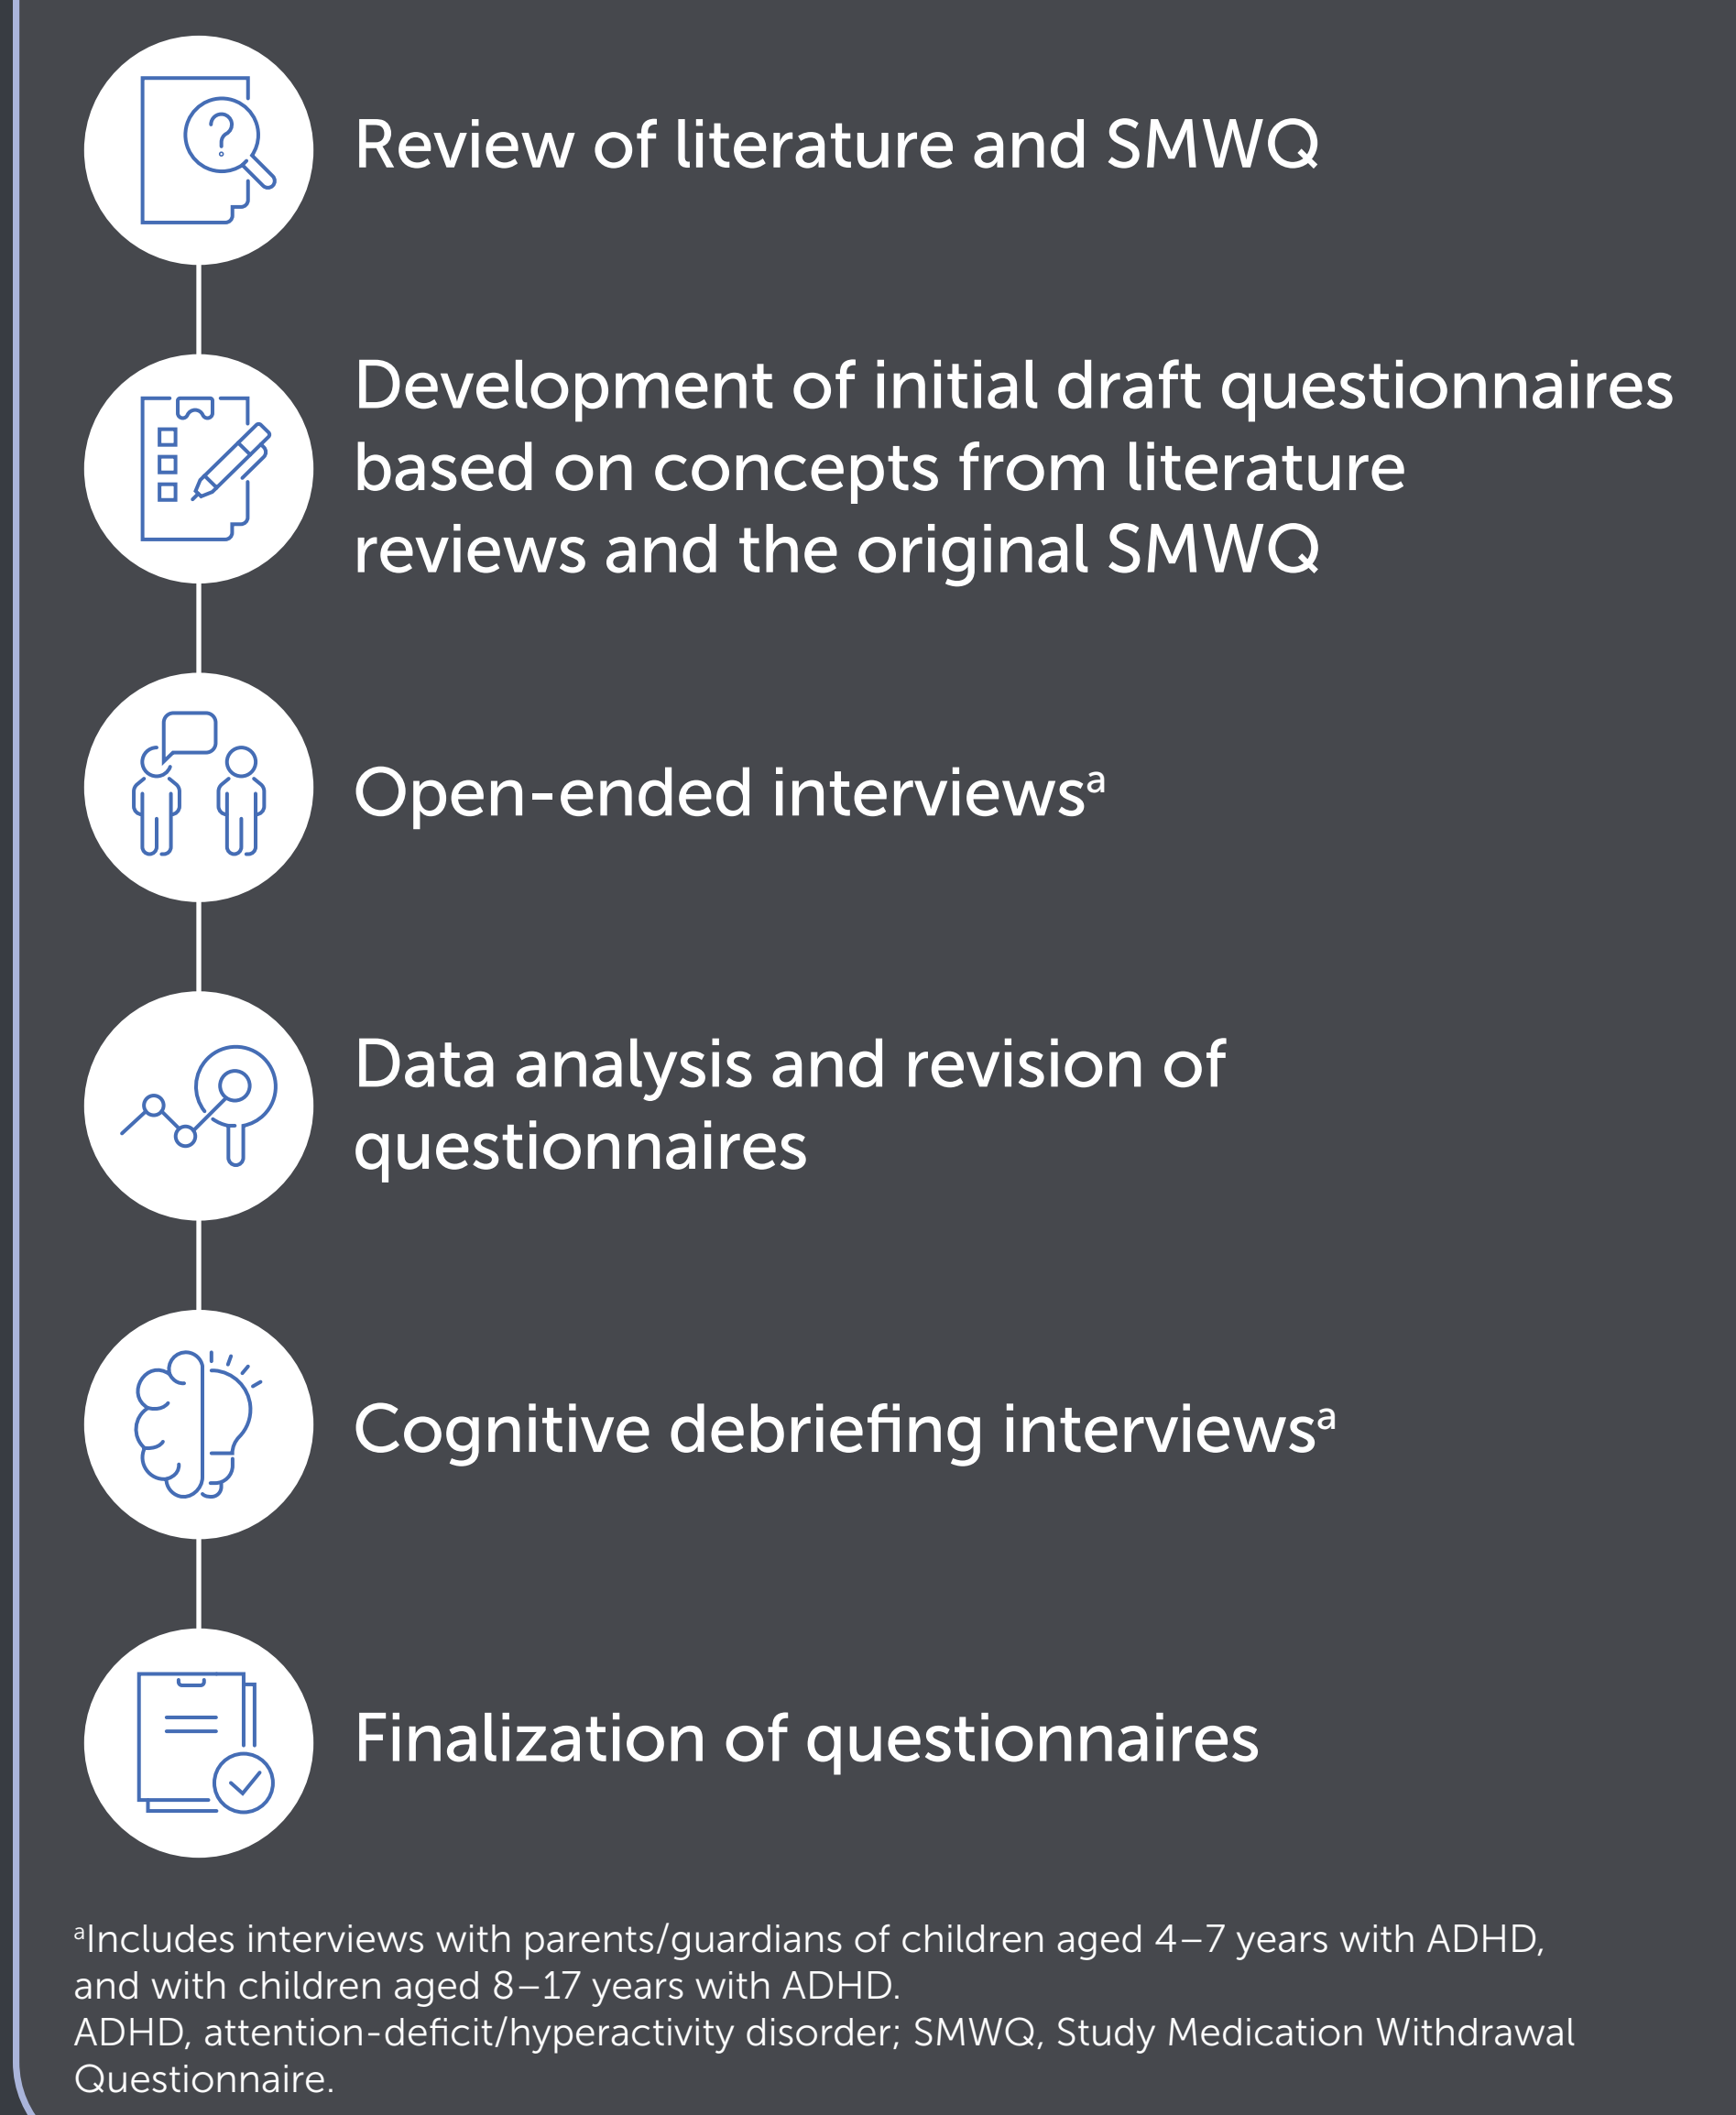 Review of literature and SMWQ
Development of initial draft questionnaires
based on concepts from literature
reviews and the original SMWQ
Open-ended interviewsᵃ
Data analysis and revision of
questionnaires
Cognitive debriefing interviewsᵃ
Finalization of questionnaires
ᵃIncludes interviews with parents/guardians of children aged 4–7 years with ADHD,
and with children aged 8–17 years with ADHD.
ADHD, attention-deficit/hyperactivity disorder; SMWQ, Study Medication Withdrawal
Questionnaire.